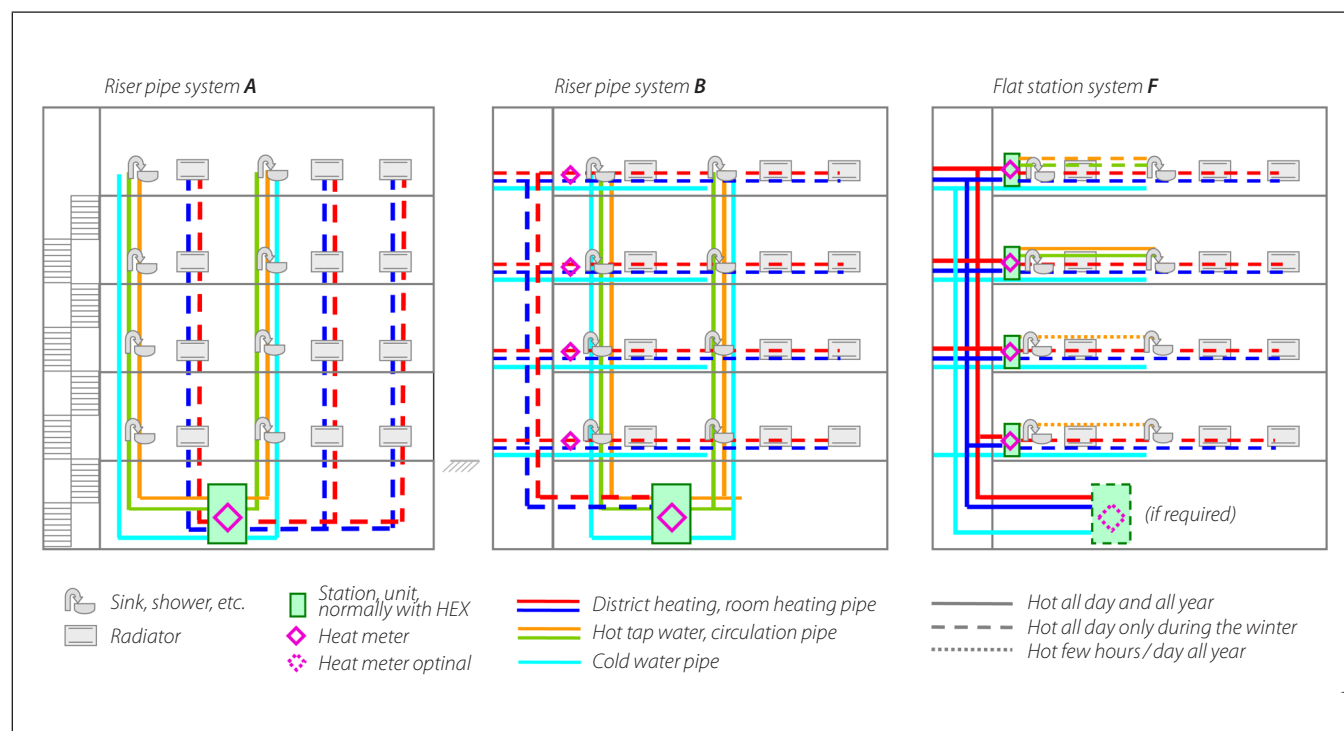 Riser pipe system A
Riser pipe system B
Flat station system F
(if required)
Sink, shower, etc.
Radiator
Station, unit,
normally with HEX
Heat meter
Heat meter optinal
District heating, room heating pipe
Hot tap water, circulation pipe
Cold water pipe
Hot all day and all year
Hot all day only during the winter
Hot few hours / day all year